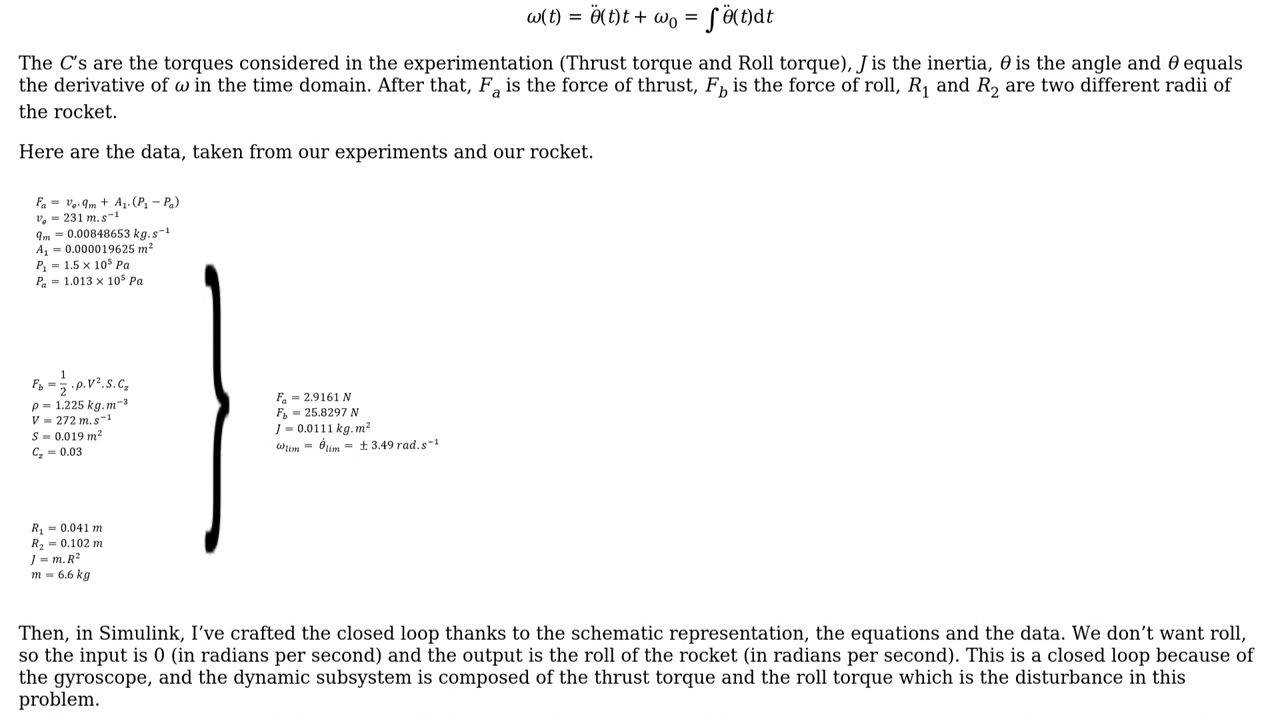 ω(t) = θ̈(t)t + ω₀ = ∫ θ̈(t)dt
The C's are the torques considered in the experimentation (Thrust torque and Roll torque), J is the inertia, θ is the angle and θ equals
the derivative of ω in the time domain. After that, Fₐ is the force of thrust, F_b is the force of roll, R₁ and R₂ are two different radii of
the rocket.
Here are the data, taken from our experiments and our rocket.
Fₐ = vₑ.qₘ + A₁.(P₁ − Pₐ)
vₑ = 231 m.s⁻¹
qₘ = 0.00848653 kg.s⁻¹
A₁ = 0.000019625 m²
P₁ = 1.5 × 10⁵ Pa
Pₐ = 1.013 × 10⁵ Pa
F_b = 1/2 .ρ.V².S.C_z
ρ = 1.225 kg.m⁻³
V = 272 m.s⁻¹
S = 0.019 m²
C_z = 0.03
Fₐ = 2.9161 N
F_b = 25.8297 N
J = 0.0111 kg.m²
ω_lim = θ̇_lim = ± 3.49 rad.s⁻¹
R₁ = 0.041 m
R₂ = 0.102 m
J = m.R²
m = 6.6 kg
Then, in Simulink, I've crafted the closed loop thanks to the schematic representation, the equations and the data. We don't want roll,
so the input is 0 (in radians per second) and the output is the roll of the rocket (in radians per second). This is a closed loop because of
the gyroscope, and the dynamic subsystem is composed of the thrust torque and the roll torque which is the disturbance in this
problem.